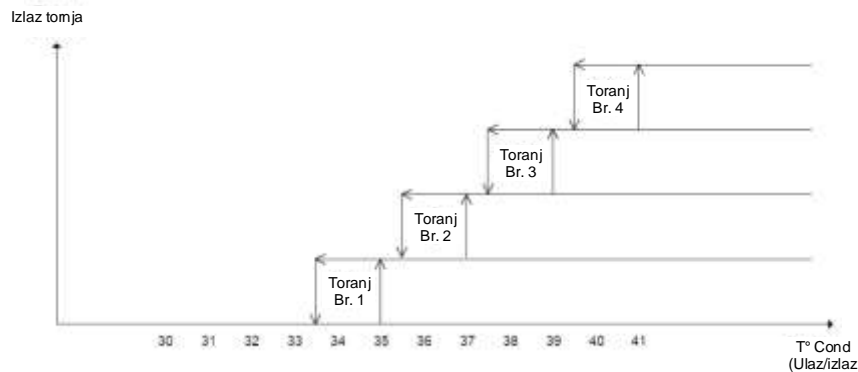 Izlaz tornja
Toranj
Br. 4
Toranj
Br. 3
Toranj
Br. 2
Toranj
Br. 1
30 31 32 33 34 35 36 37 38 39 40 41
T° Cond
(Ulaz/izlaz